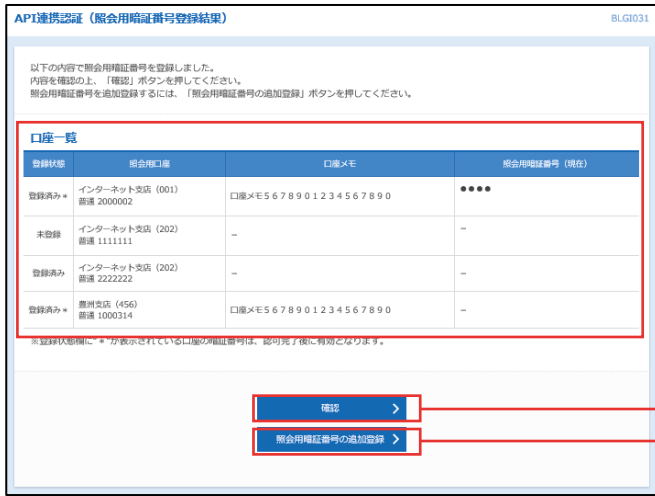 API連携認証（照会用暗証番号登録結果）
BLGI031
以下の内容で照会用暗証番号を登録しました。
内容を確認の上、「確認」ボタンを押してください。
照会用暗証番号を追加登録するには、「照会用暗証番号の追加登録」ボタンを押してください。
口座一覧
登録状態 照会用口座 口座メモ 照会用暗証番号（現在）
登録済み＊ インターネット支店（001） 口座メモ５６７８９０１２３４５６７８９０ ●●●●
普通 2000002
未登録 インターネット支店（202） − −
普通 1111111
登録済み インターネット支店（202） − −
普通 2222222
登録済み＊ 豊洲支店（456） 口座メモ５６７８９０１２３４５６７８９０ −
普通 1000314
※登録状態欄に"＊"が表示されている口座の暗証番号は、認可完了後に有効となります。
確認
照会用暗証番号の追加登録